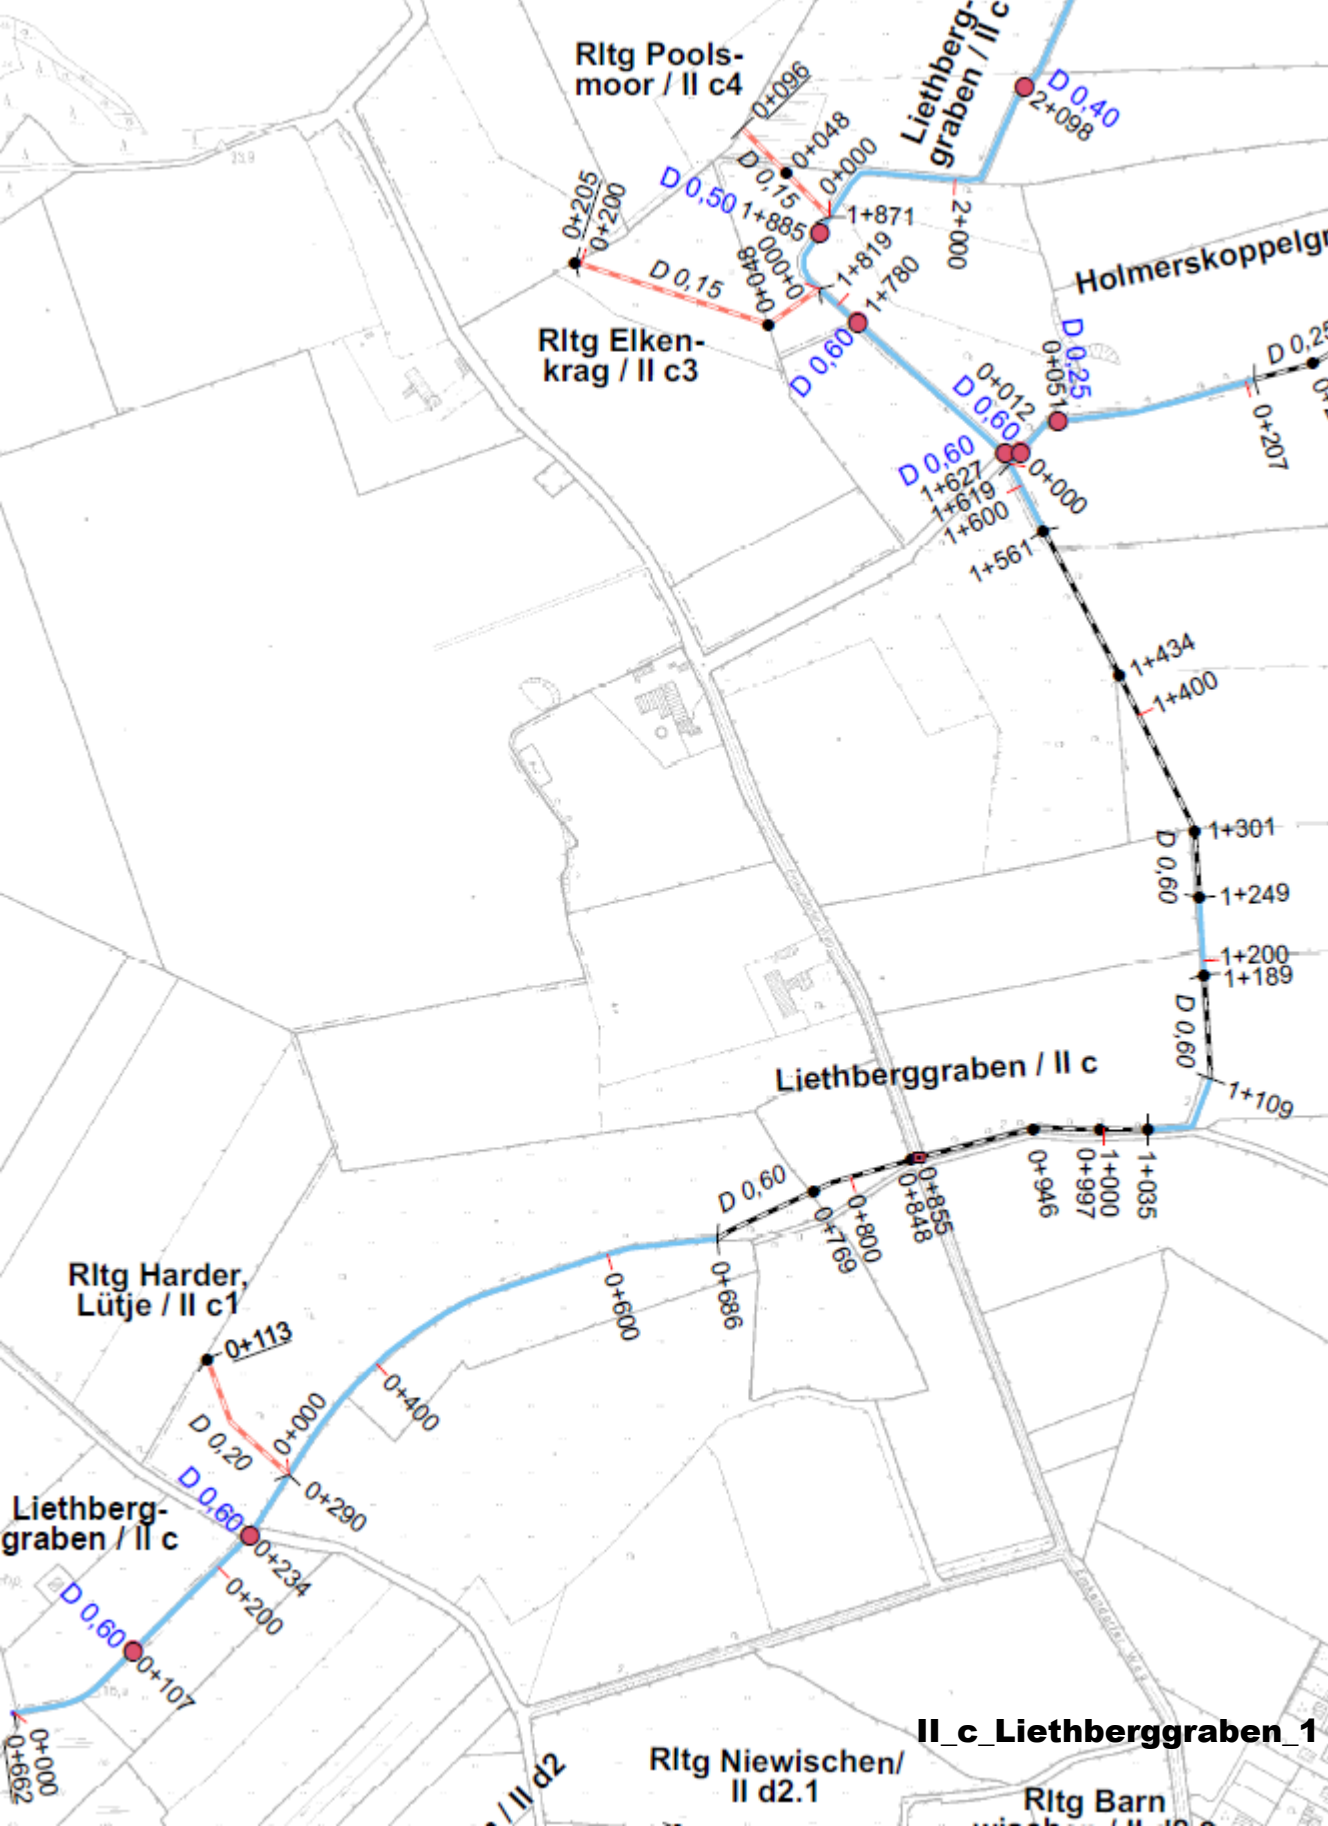 Liethberg-
graben / II c
Rltg Pools-
moor / II c4
0+096
D 0,40
2+098
0+048
0+000
D 0,15
D 0,50
1+885
1+871
2+000
0+205
0+200
D 0,15
0+000
0+048
1+819
1+780
Holmerskoppelgr
Rltg Elken-
krag / II c3
D 0,60
D 0,25
0+051
0+012
D 0,60
D 0,25
0+207
D 0,60
1+627
1+619
1+600
0+000
1+561
1+434
1+400
1+301
D 0,60
1+249
1+200
1+189
D 0,60
Liethberggraben / II c
1+109
D 0,60
0+686
0+769
0+800
0+848
0+855
0+946
0+997
1+000
1+035
0+600
Rltg Harder,
Lütje / II c1
0+113
0+400
0+000
D 0,20
0+290
D 0,60
Liethberg-
graben / II c
0+234
0+200
D 0,60
0+107
0+000
0+662
Emkendorfer Weg
II_c_Liethberggraben_1
Rltg Niewischen/
II d2.1
/ II d2
Rltg Barn